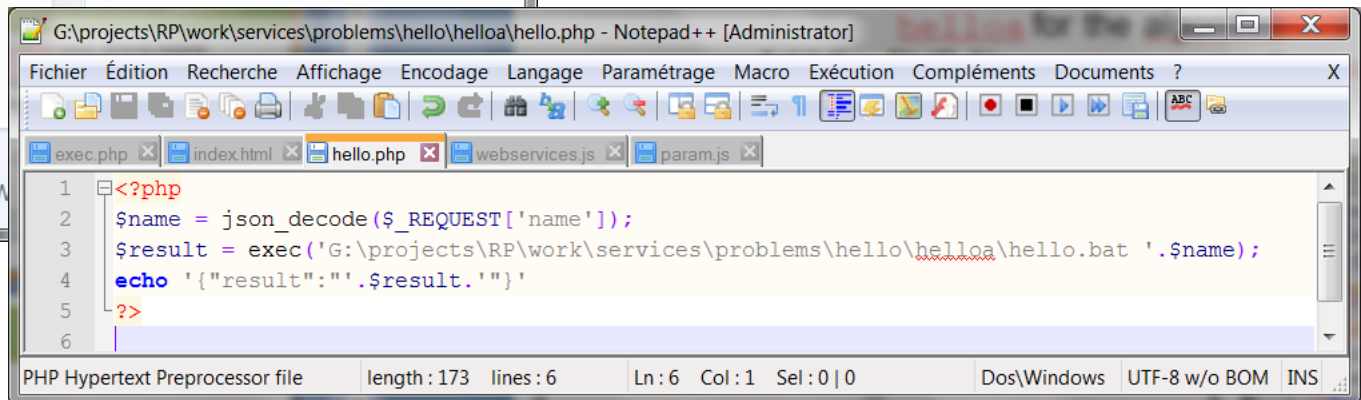 G:\projects\RP\work\services\problems\hello\helloa\hello.php - Notepad++ [Administrator]
helloa for the
Fichier Édition Recherche Affichage Encodage Langage Paramétrage Macro Exécution Compléments Documents ? X
ABC
exec.php index.html hello.php webservices.js param.js
1 <?php
2 $name = json_decode($_REQUEST['name']);
3 $result = exec('G:\projects\RP\work\services\problems\hello\helloa\hello.bat '.$name);
4 echo '{"result":"'.$result.'"}'
5 ?>
6
PHP Hypertext Preprocessor file length : 173 lines : 6 Ln : 6 Col : 1 Sel : 0 | 0 Dos\Windows UTF-8 w/o BOM INS